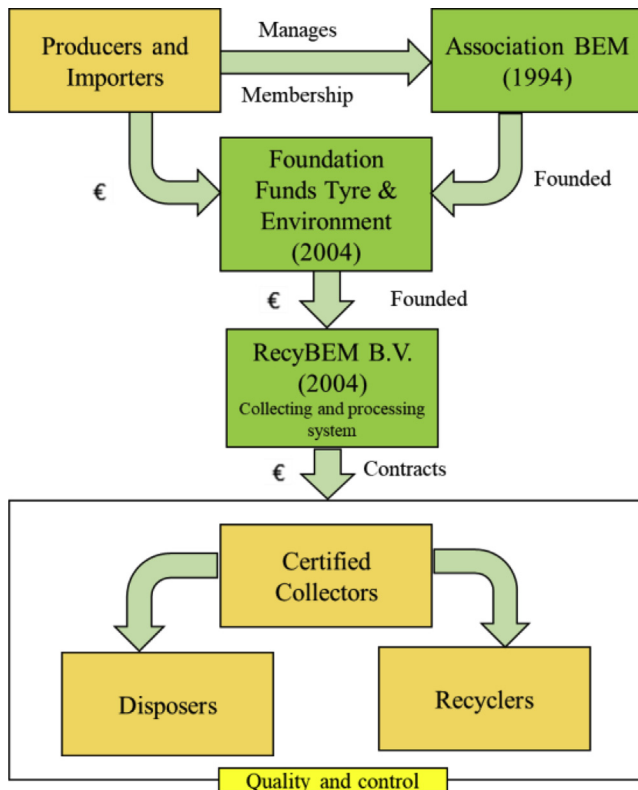 Producers and
Importers
Manages
Membership
Association BEM
(1994)
€
Foundation
Funds Tyre &
Environment
(2004)
Founded
€
Founded
RecyBEM B.V.
(2004)
Collecting and processing
system
€
Contracts
Certified
Collectors
Disposers
Recyclers
Quality and control